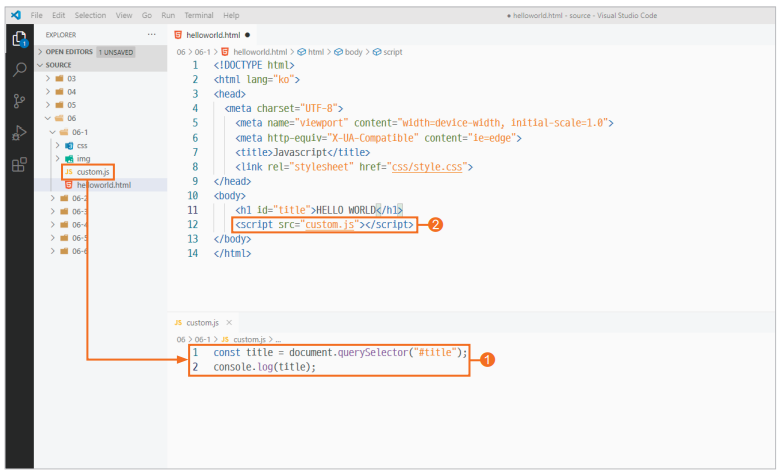 File Edit Selection View Go Run Terminal Help
● helloworld.html - source - Visual Studio Code
EXPLORER ...
OPEN EDITORS 1 UNSAVED
SOURCE
03
04
05
06
06-1
css
img
JS custom.js
helloworld.html
06-2
06-3
06-4
06-5
06-6
helloworld.html ●
06 > 06-1 > helloworld.html > html > body > script
1 <!DOCTYPE html>
2 <html lang="ko">
3 <head>
4 <meta charset="UTF-8">
5 <meta name="viewport" content="width=device-width, initial-scale=1.0">
6 <meta http-equiv="X-UA-Compatible" content="ie=edge">
7 <title>Javascript</title>
8 <link rel="stylesheet" href="css/style.css">
9 </head>
10 <body>
11 <h1 id="title">HELLO WORLD</h1>
12 <script src="custom.js"></script>
2
13 </body>
14 </html>
JS custom.js ×
06 > 06-1 > JS custom.js > ...
1 const title = document.querySelector("#title");
2 console.log(title);
1